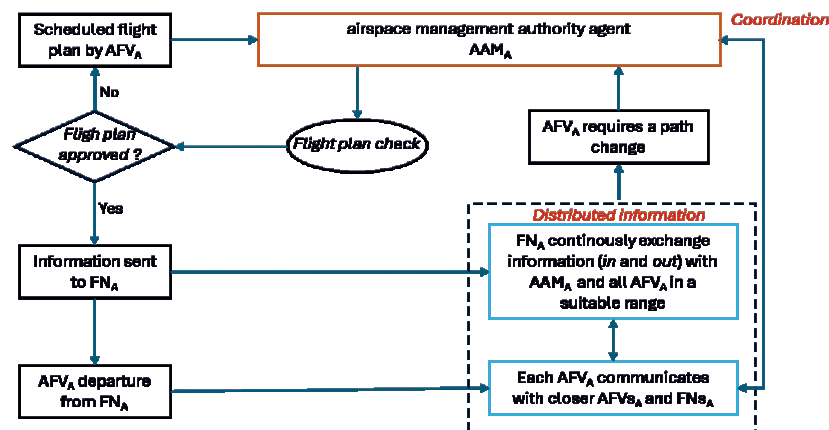 Coordination
Scheduled flight
plan by AFVA
airspace management authority agent
AAMA
No
Fligh plan
approved ?
Flight plan check
AFVA requires a path
change
Yes
Distributed information
Information sent
to FNA
FNA continously exchange
information (in and out) with
AAMA and all AFVA in a
suitable range
AFVA departure
from FNA
Each AFVA communicates
with closer AFVsA and FNsA